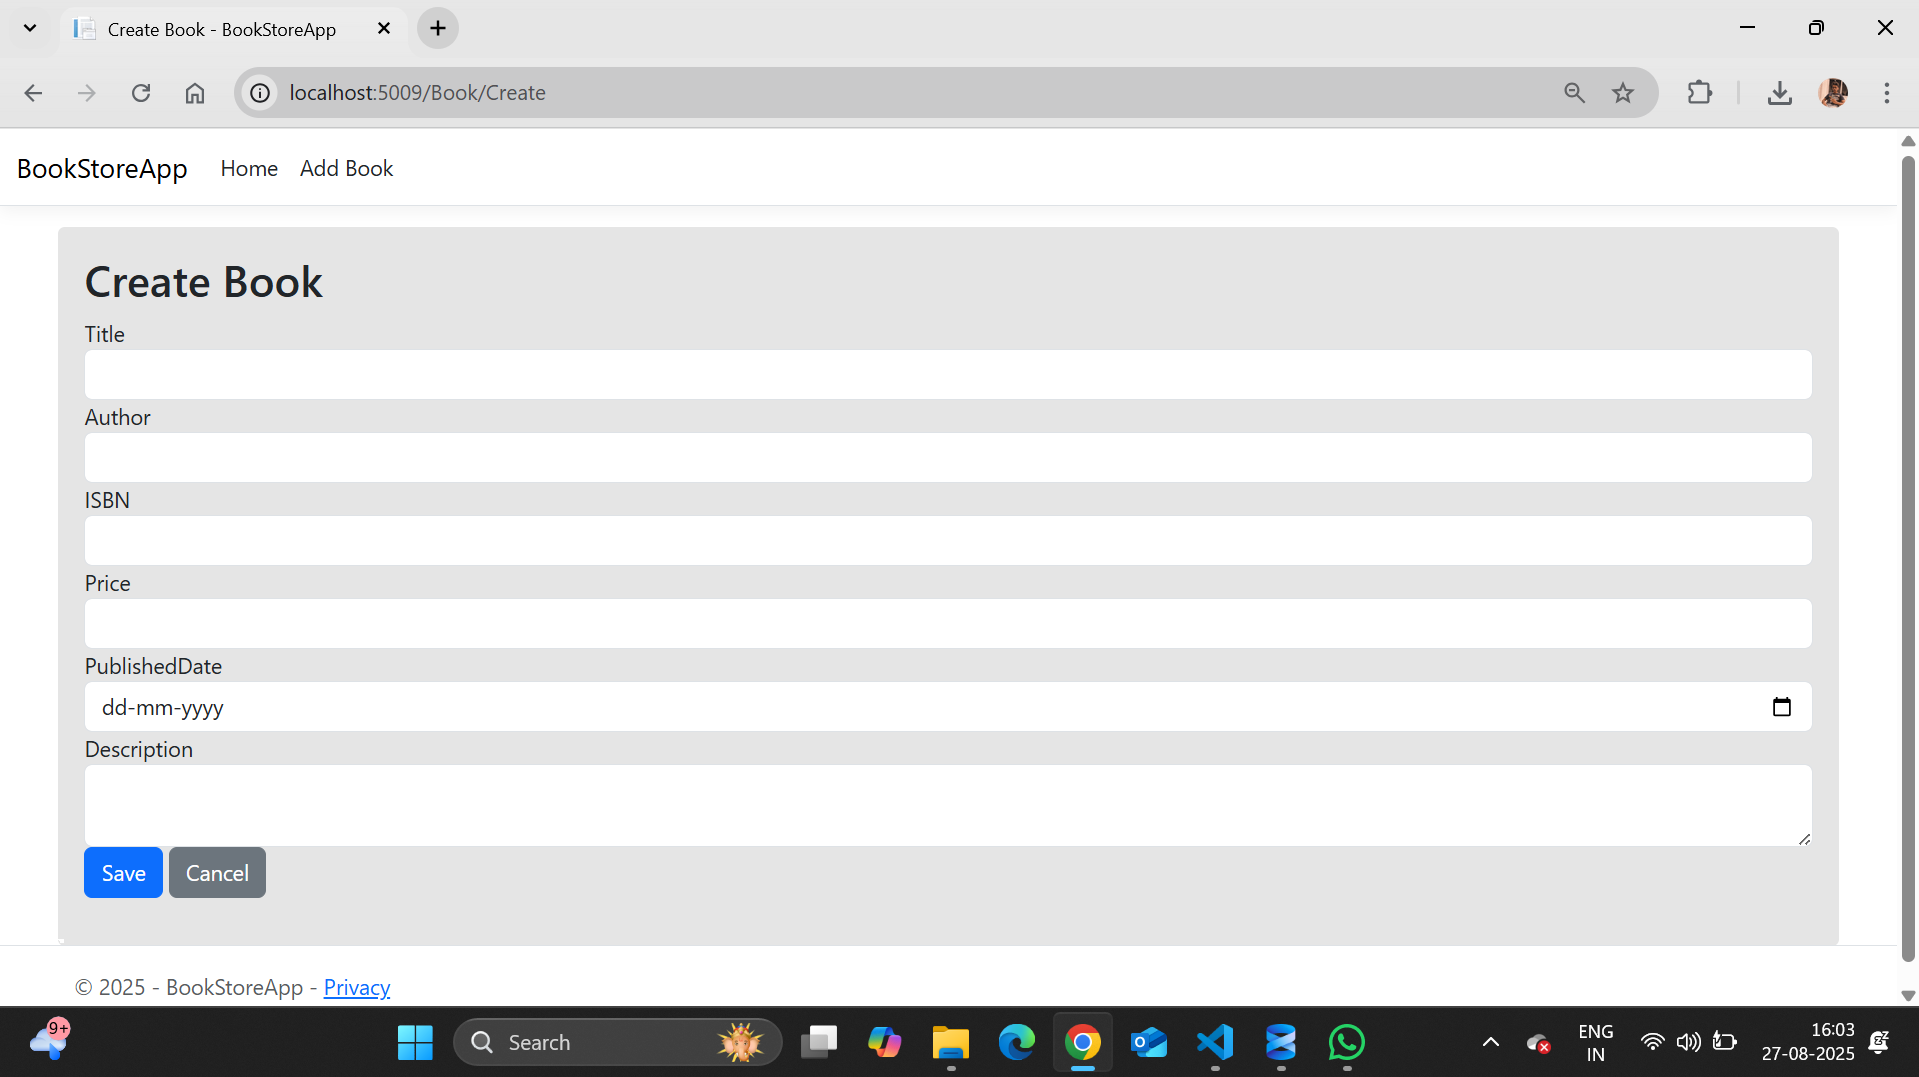 Create Book - BookStoreApp
localhost:5009/Book/Create
BookStoreApp Home Add Book
Create Book
Title
Author
ISBN
Price
PublishedDate
dd-mm-yyyy
Description
Save Cancel
© 2025 - BookStoreApp - Privacy
9+
Search
ENG
IN
16:03
27-08-2025